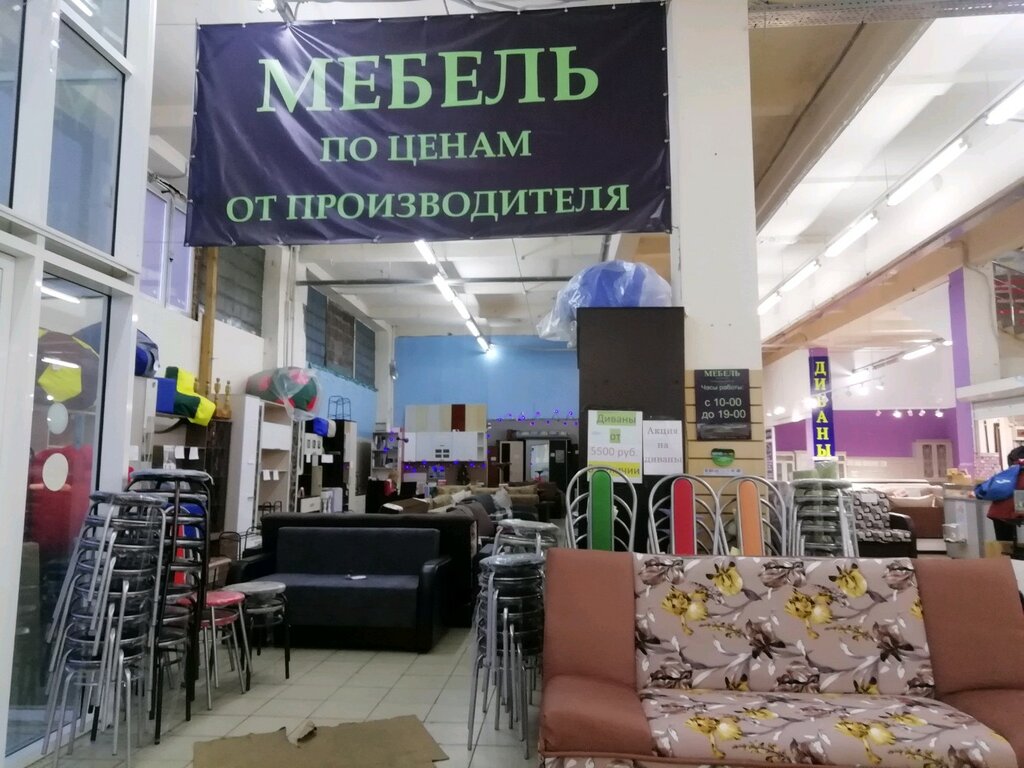 МЕБЕЛЬ
ПО ЦЕНАМ
ОТ ПРОИЗВОДИТЕЛЯ
МЕБЕЛЬ
Часы работы:
с 10-00
до 19-00
Диваны
от
5500 руб.
Акция
на
диваны
ДИВАНЫ